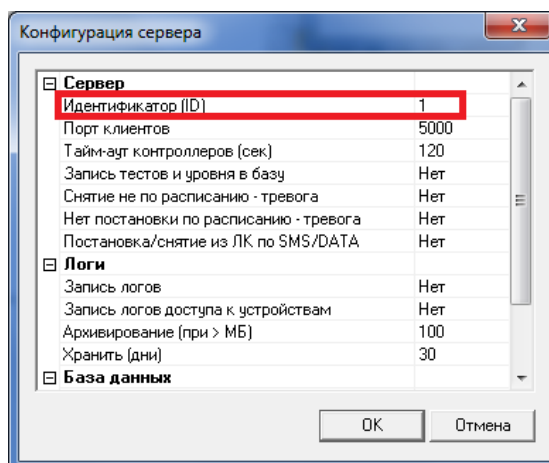 Конфигурация сервера
Сервер
Идентификатор (ID) 1
Порт клиентов 5000
Тайм-аут контроллеров (сек) 120
Запись тестов и уровня в базу Нет
Снятие не по расписанию - тревога Нет
Нет постановки по расписанию - тревога Нет
Постановка/снятие из ЛК по SMS/DATA Нет
Логи
Запись логов Нет
Запись логов доступа к устройствам Нет
Архивирование (при > МБ) 100
Хранить (дни) 30
База данных
OK Отмена